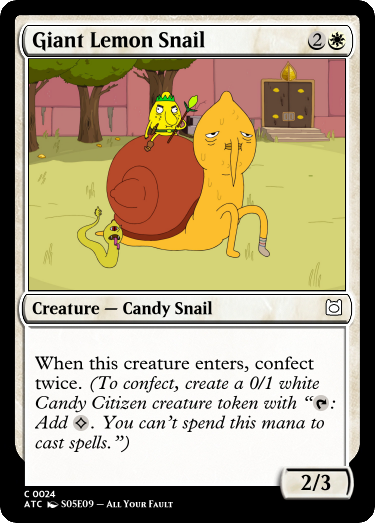 Giant Lemon Snail 2
Creature — Candy Snail
When this creature enters, confect
twice. (To confect, create a 0/1 white
Candy Citizen creature token with “:
Add . You can’t spend this mana to
cast spells.”)
2/3
C 0024
ATC S05E09 — All Your Fault